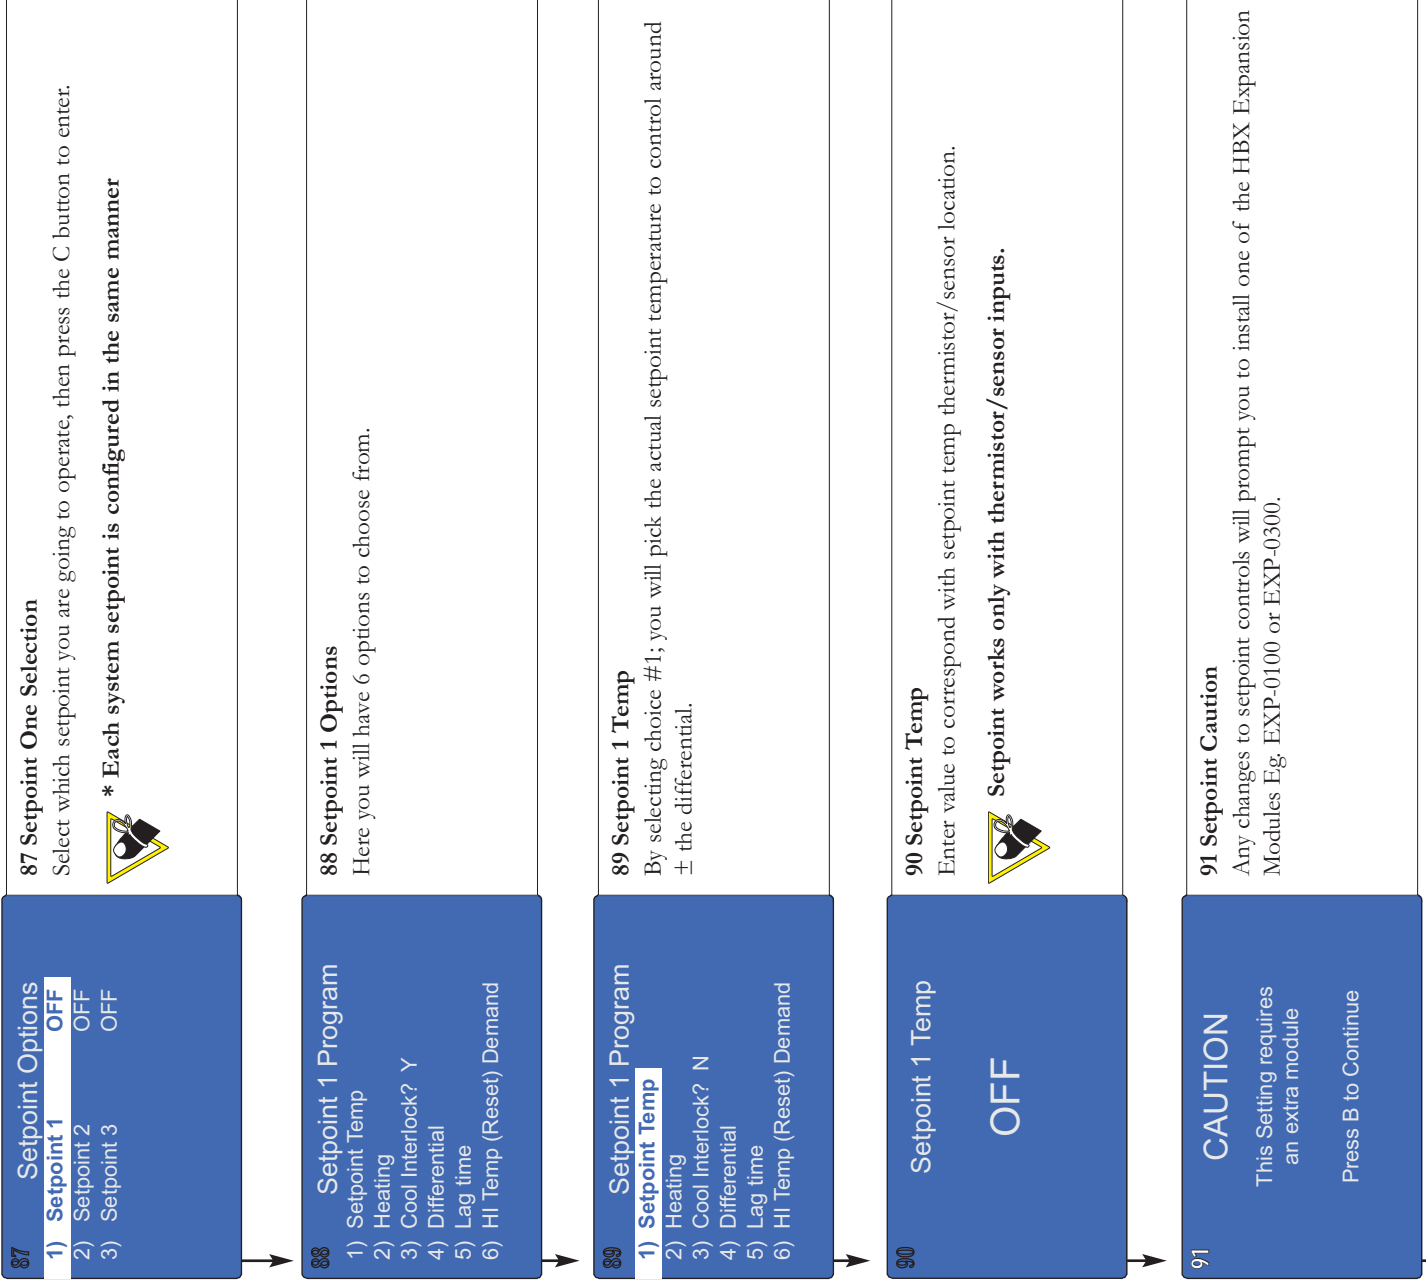 87
Setpoint Options
1) Setpoint 1 OFF
2) Setpoint 2 OFF
3) Setpoint 3 OFF
87 Setpoint One Selection
Select which setpoint you are going to operate, then press the C button to enter.
* Each system setpoint is configured in the same manner
88
Setpoint 1 Program
1) Setpoint Temp
2) Heating
3) Cool Interlock? Y
4) Differential
5) Lag time
6) HI Temp (Reset) Demand
88 Setpoint 1 Options
Here you will have 6 options to choose from.
89
Setpoint 1 Program
1) Setpoint Temp
2) Heating
3) Cool Interlock? N
4) Differential
5) Lag time
6) HI Temp (Reset) Demand
89 Setpoint 1 Temp
By selecting choice #1; you will pick the actual setpoint temperature to control around
± the differential.
90
Setpoint 1 Temp
OFF
90 Setpoint Temp
Enter value to correspond with setpoint temp thermistor/sensor location.
Setpoint works only with thermistor/sensor inputs.
91
CAUTION
This Setting requires
an extra module
Press B to Continue
91 Setpoint Caution
Any changes to setpoint controls will prompt you to install one of the HBX Expansion
Modules Eg. EXP-0100 or EXP-0300.